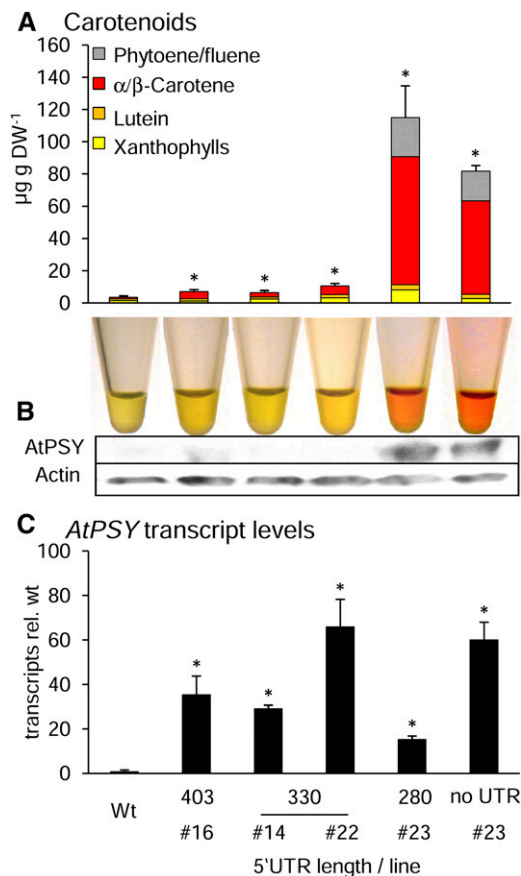 A Carotenoids
160
140
120
100
80
60
40
20
0
µg g DW-1
Phytoene/fluene
α/β-Carotene
Lutein
Xanthophylls
* * * * *
B
AtPSY
Actin
C AtPSY transcript levels
100
80
60
40
20
0
transcripts rel. wt
* * * * *
Wt 403 330 280 no UTR
#16 #14 #22 #23 #23
5'UTR length / line